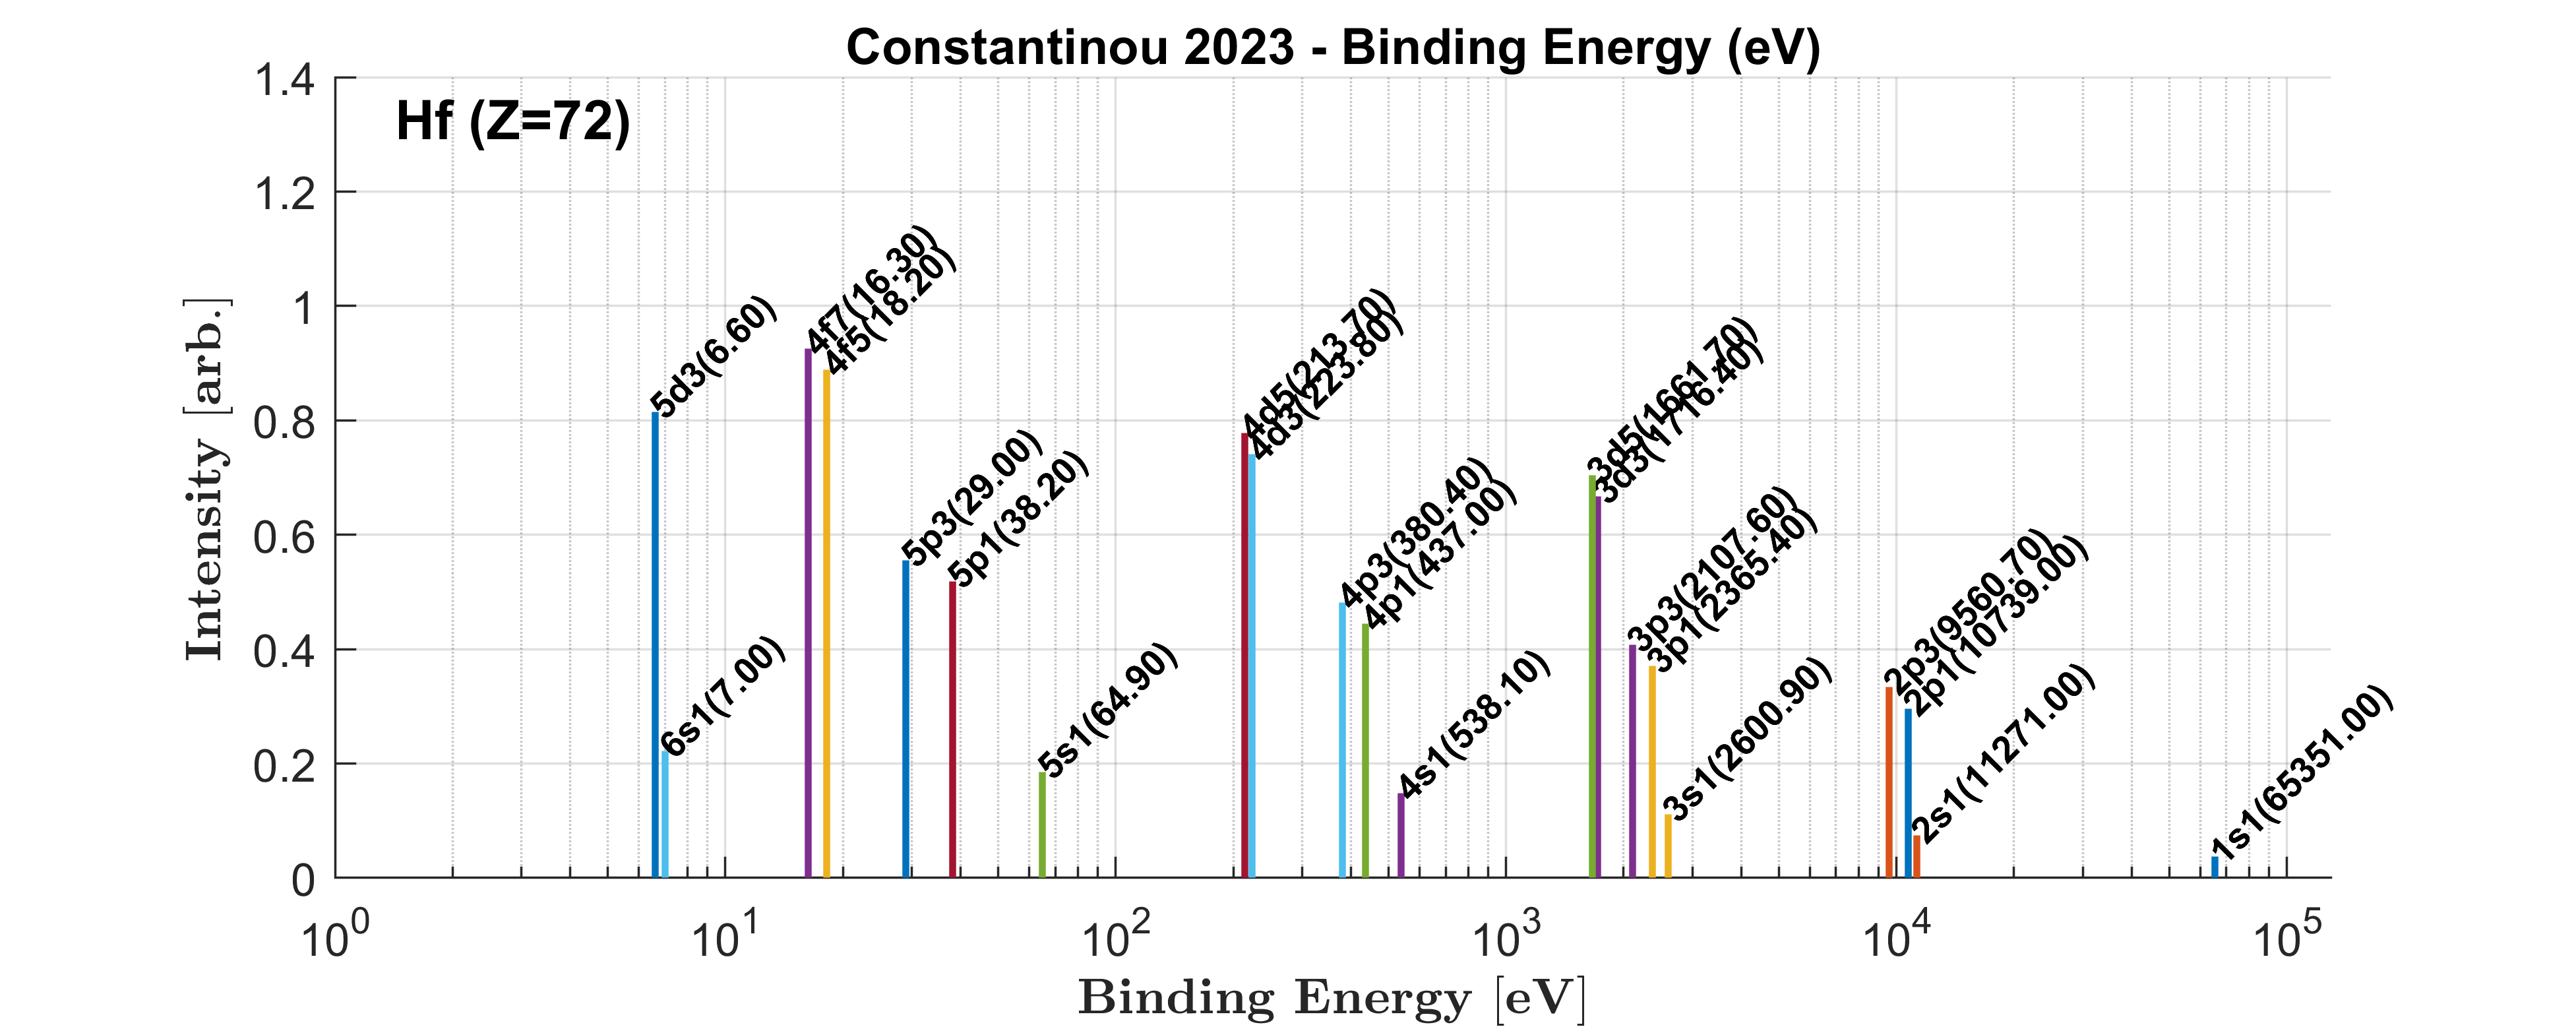 Constantinou 2023 - Binding Energy (eV)
Hf (Z=72)
Intensity [arb.]
1.4
1.2
1
0.8
0.6
0.4
0.2
0
5d3(6.60)
6s1(7.00)
4f7(16.30)
4f5(18.20)
5p3(29.00)
5p1(38.20)
5s1(64.90)
4d5(213.70)
4d3(223.80)
4p3(380.40)
4p1(437.00)
4s1(538.10)
3d5(1661.70)
3d3(1716.40)
3p3(2107.60)
3p1(2365.40)
3s1(2600.90)
2p3(9560.70)
2p1(10739.00)
2s1(11271.00)
1s1(65351.00)
10^0 10^1 10^2 10^3 10^4 10^5
Binding Energy [eV]